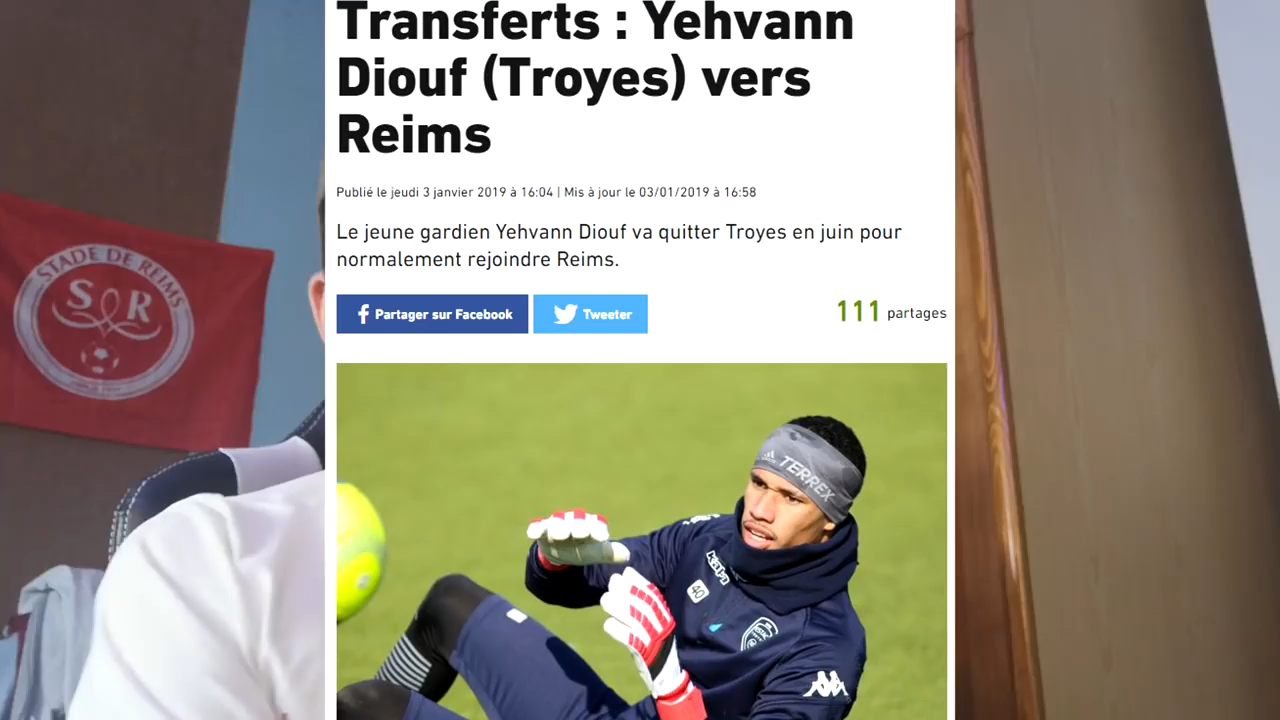 Transferts : Yehvann
Diouf (Troyes) vers
Reims
Publié le jeudi 3 janvier 2019 à 16:04 | Mis à jour le 03/01/2019 à 16:58
Le jeune gardien Yehvann Diouf va quitter Troyes en juin pour
normalement rejoindre Reims.
Partager sur Facebook
Tweeter
111 partages
STADE DE REIMS
S R
adidas
TERREX
Kappa
40